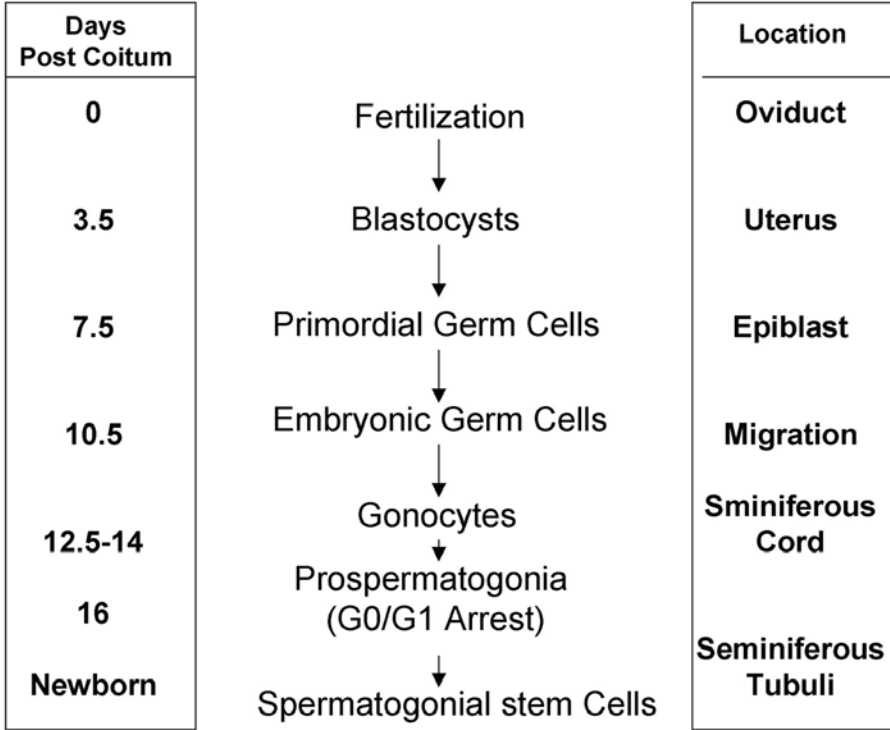 Days
Post Coitum
Location
0
Fertilization
Oviduct
3.5
Blastocysts
Uterus
7.5
Primordial Germ Cells
Epiblast
10.5
Embryonic Germ Cells
Migration
12.5-14
Gonocytes
Sminiferous
Cord
16
Prospermatogonia
(G0/G1 Arrest)
Newborn
Spermatogonial stem Cells
Seminiferous
Tubuli